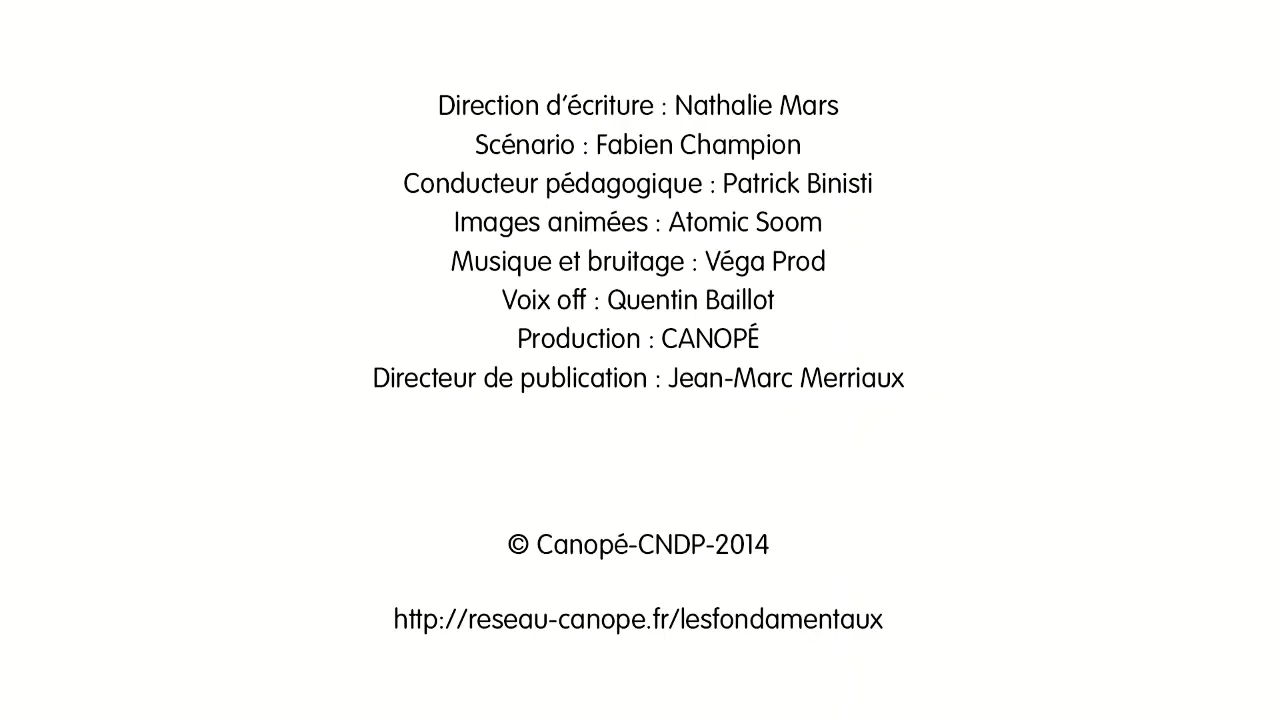 Direction d'écriture : Nathalie Mars
Scénario : Fabien Champion
Conducteur pédagogique : Patrick Binisti
Images animées : Atomic Soom
Musique et bruitage : Véga Prod
Voix off : Quentin Baillot
Production : CANOPÉ
Directeur de publication : Jean-Marc Merriaux
© Canopé-CNDP-2014
http://reseau-canope.fr/lesfondamentaux